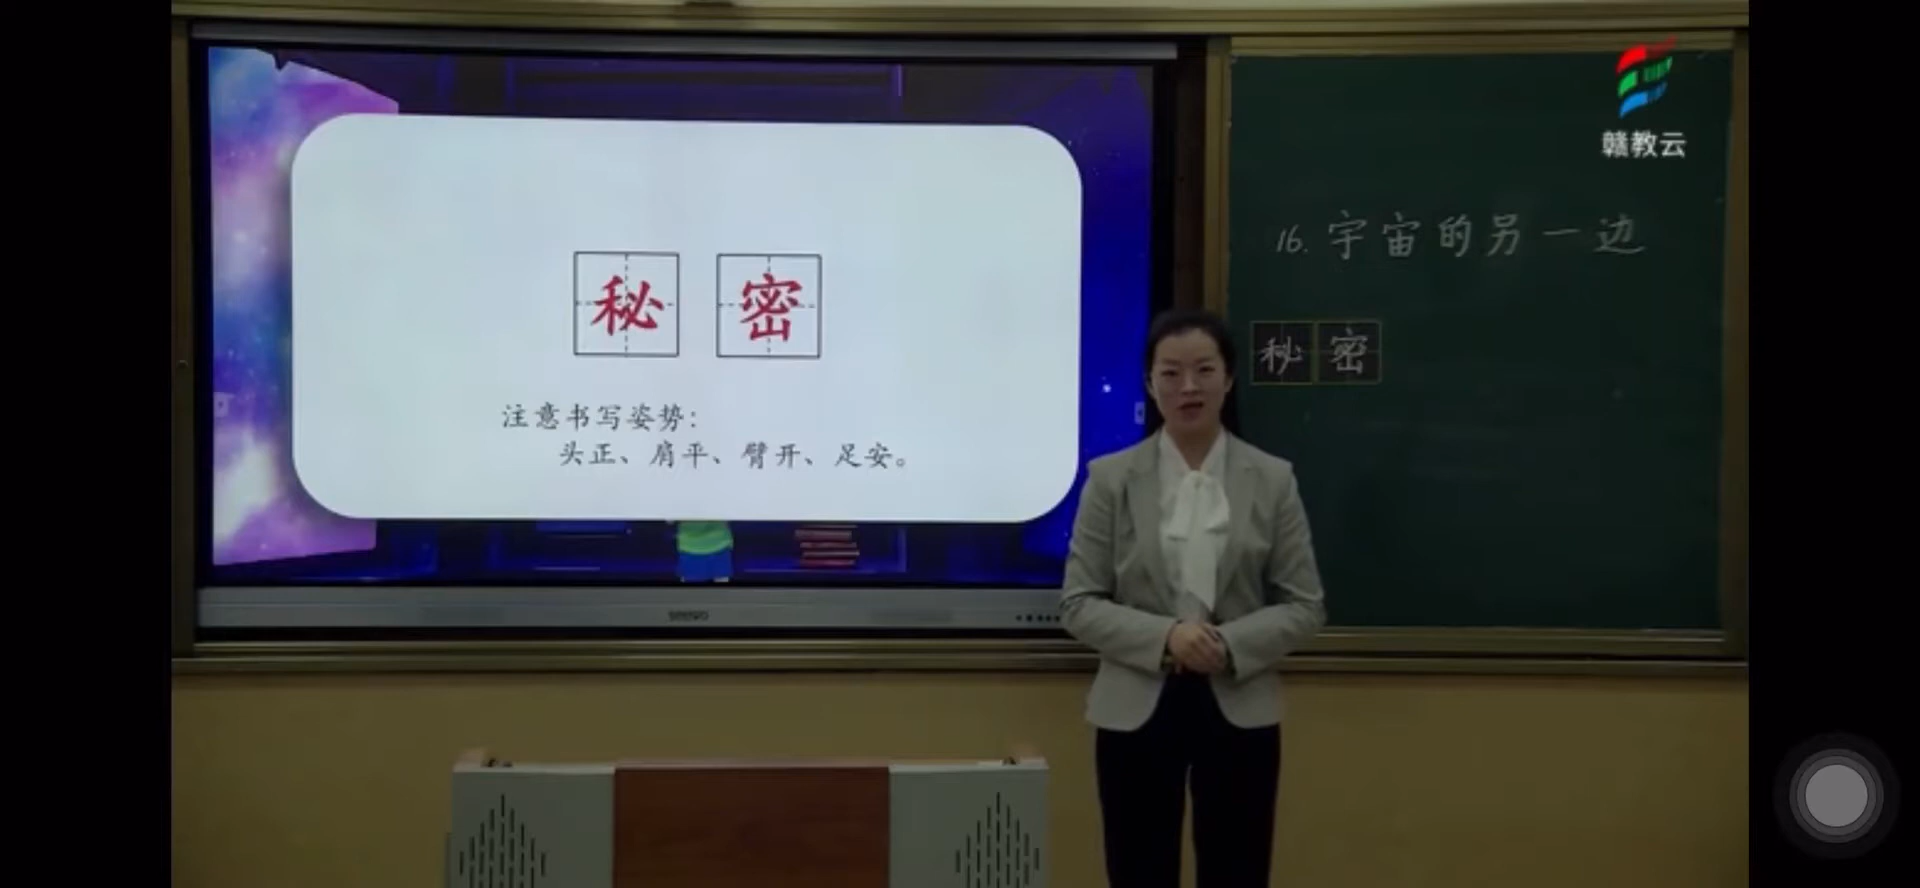 秘 密
注意书写姿势：
头正、肩平、臂开、足安。
seewo
赣教云
16. 宇宙的另一边
秘密